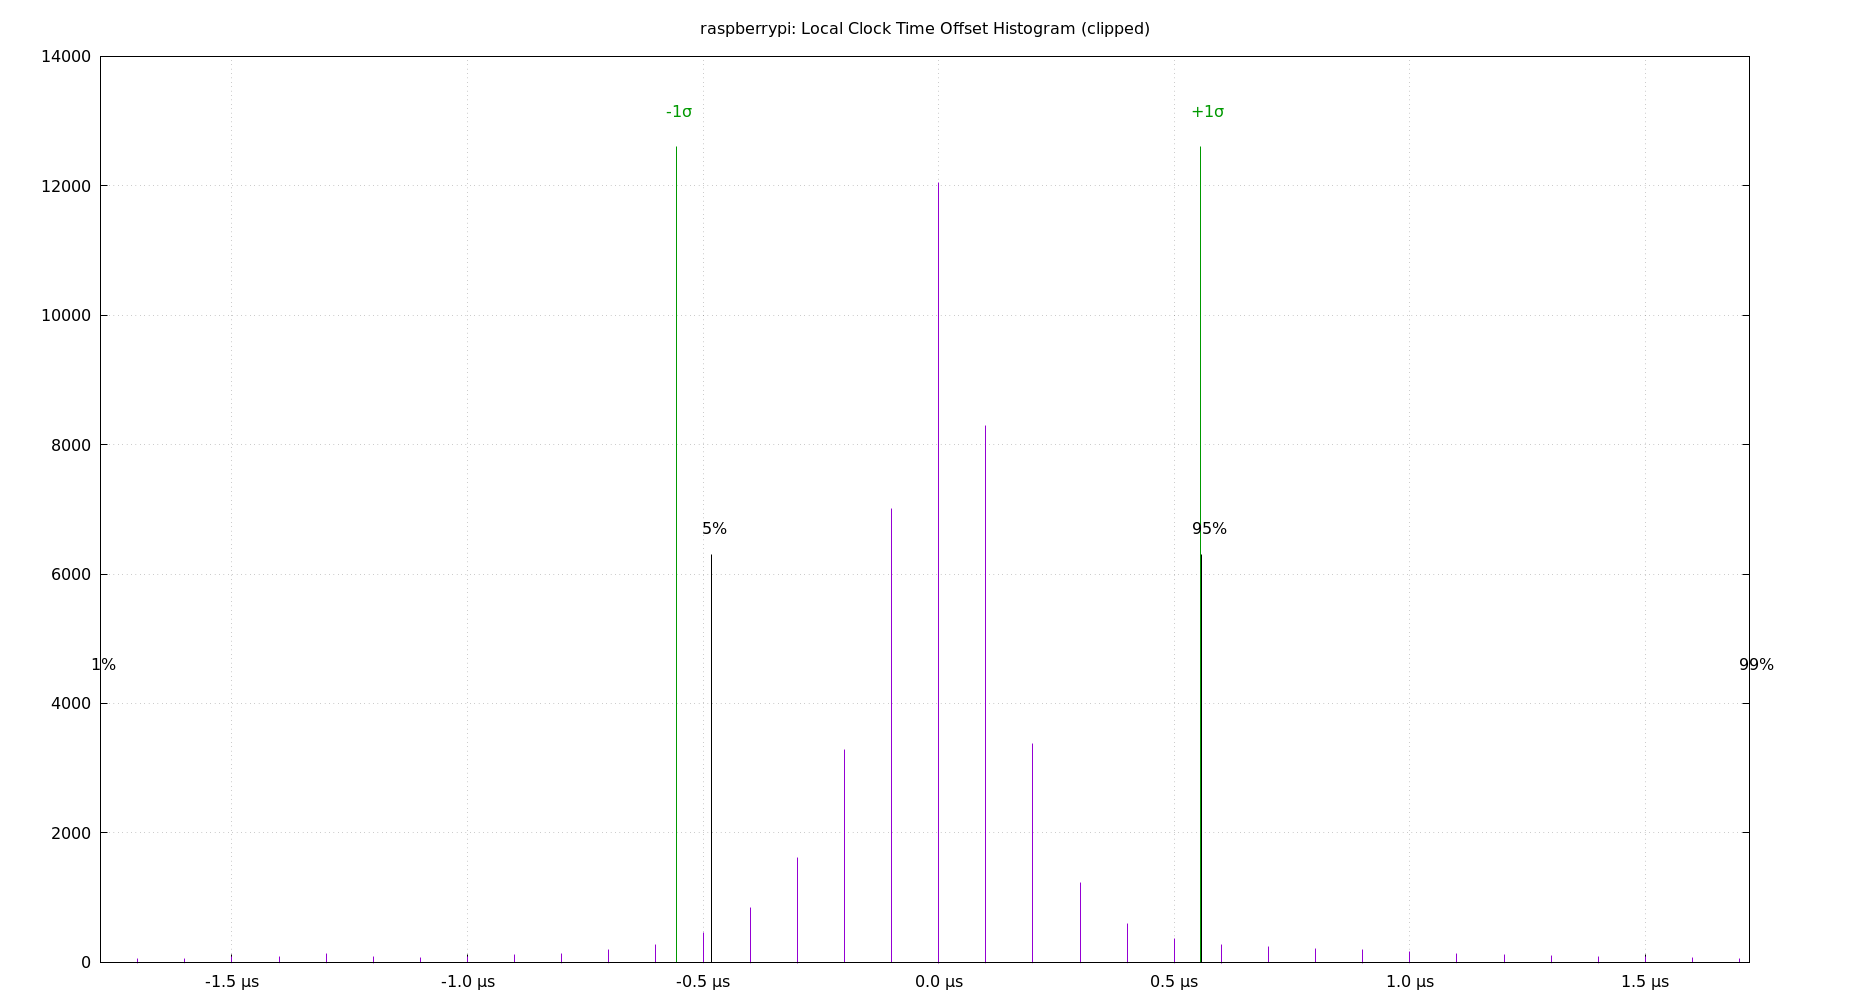 raspberrypi: Local Clock Time Offset Histogram (clipped)
14000
-1σ
+1σ
12000
10000
8000
5%
95%
6000
1%
99%
4000
2000
0
-1.5 μs
-1.0 μs
-0.5 μs
0.0 μs
0.5 μs
1.0 μs
1.5 μs